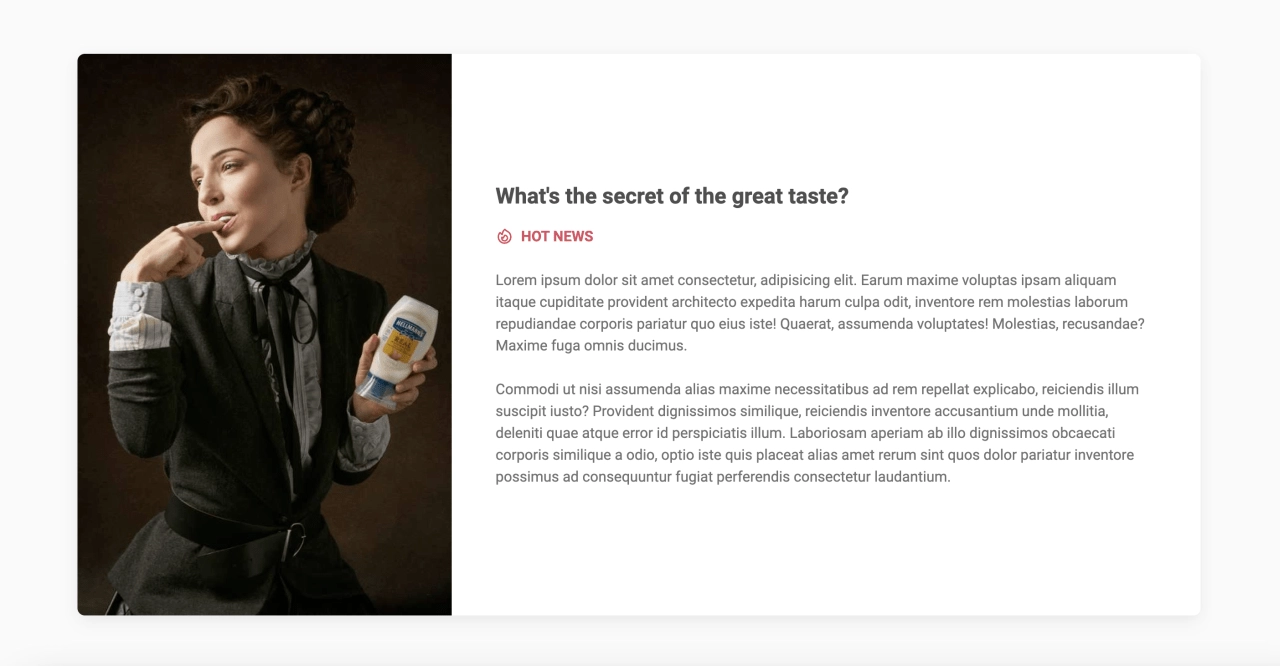 What's the secret of the great taste?
HOT NEWS
Lorem ipsum dolor sit amet consectetur, adipisicing elit. Earum maxime voluptas ipsam aliquam
itaque cupiditate provident architecto expedita harum culpa odit, inventore rem molestias laborum
repudiandae corporis pariatur quo eius iste! Quaerat, assumenda voluptates! Molestias, recusandae?
Maxime fuga omnis ducimus.
Commodi ut nisi assumenda alias maxime necessitatibus ad rem repellat explicabo, reiciendis illum
suscipit iusto? Provident dignissimos similique, reiciendis inventore accusantium unde mollitia,
deleniti quae atque error id perspiciatis illum. Laboriosam aperiam ab illo dignissimos obcaecati
corporis similique a odio, optio iste quis placeat alias amet rerum sint quos dolor pariatur inventore
possimus ad consequuntur fugiat perferendis consectetur laudantium.
HELLMANN'S
REAL